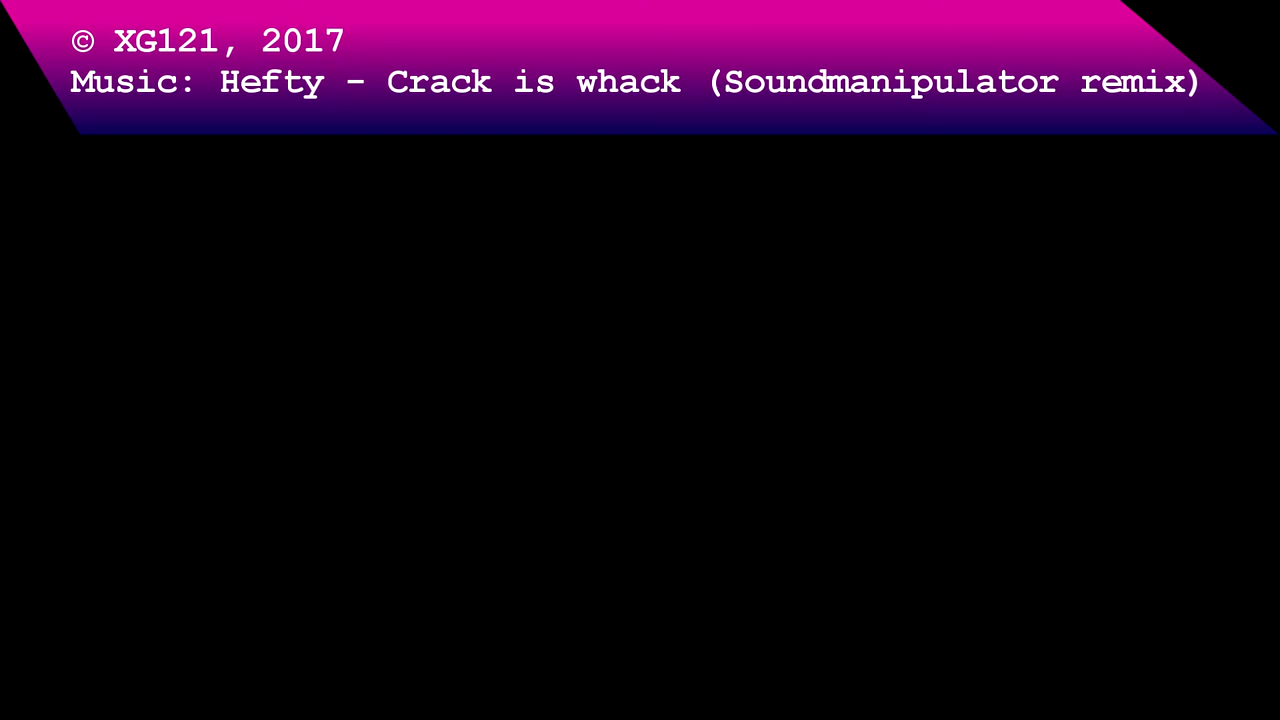 © XG121, 2017
Music: Hefty - Crack is whack (Soundmanipulator remix)